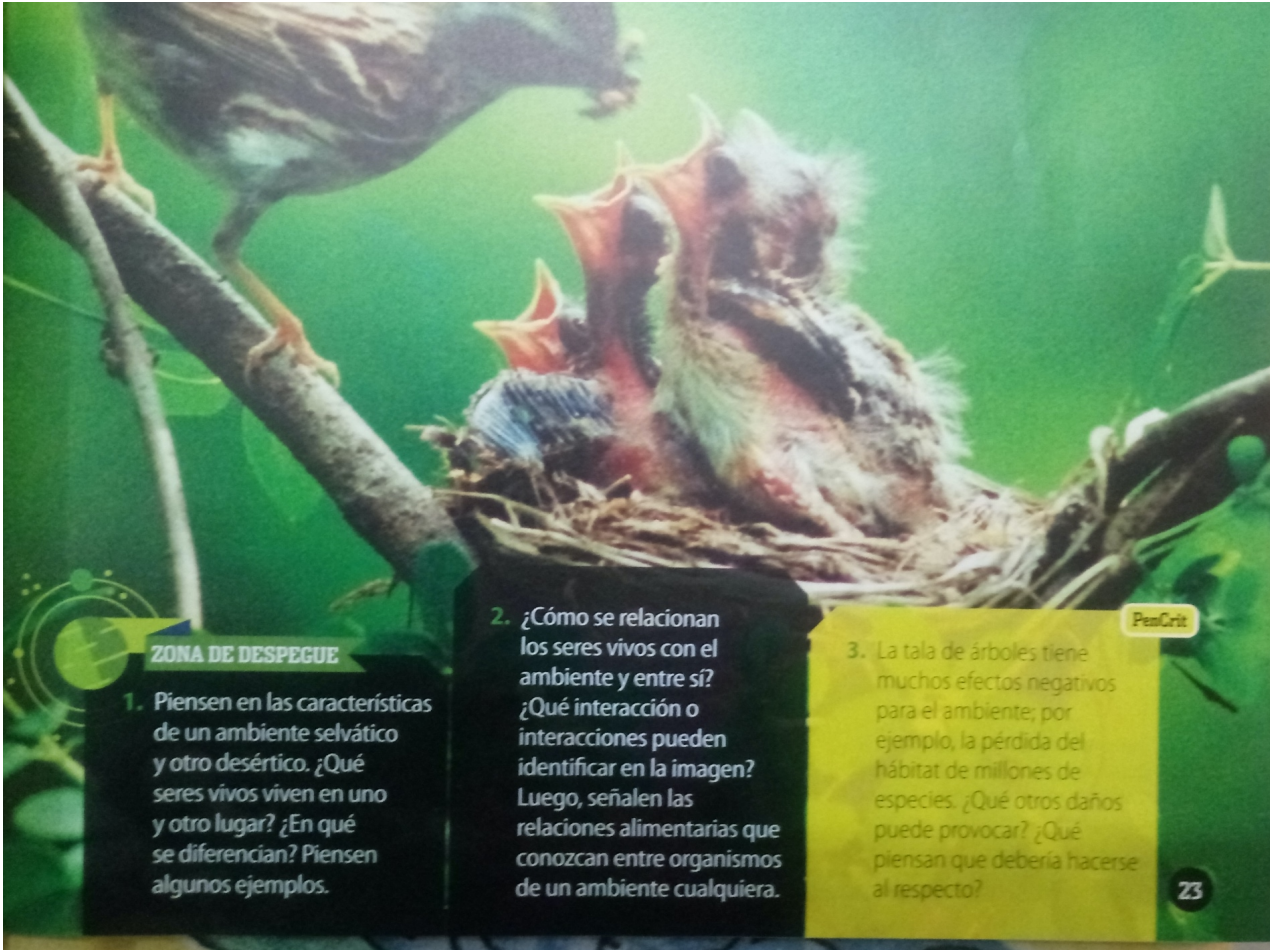 ZONA DE DESPEGUE
1. Piensen en las características
de un ambiente selvático
y otro desértico. ¿Qué
seres vivos viven en uno
y otro lugar? ¿En qué
se diferencian? Piensen
algunos ejemplos.
2. ¿Cómo se relacionan
los seres vivos con el
ambiente y entre sí?
¿Qué interacción o
interacciones pueden
identificar en la imagen?
Luego, señalen las
relaciones alimentarias que
conozcan entre organismos
de un ambiente cualquiera.
PenCrit
3. La tala de árboles tiene
muchos efectos negativos
para el ambiente; por
ejemplo, la pérdida del
hábitat de millones de
especies. ¿Qué otros daños
puede provocar? ¿Qué
piensan que debería hacerse
al respecto?
23